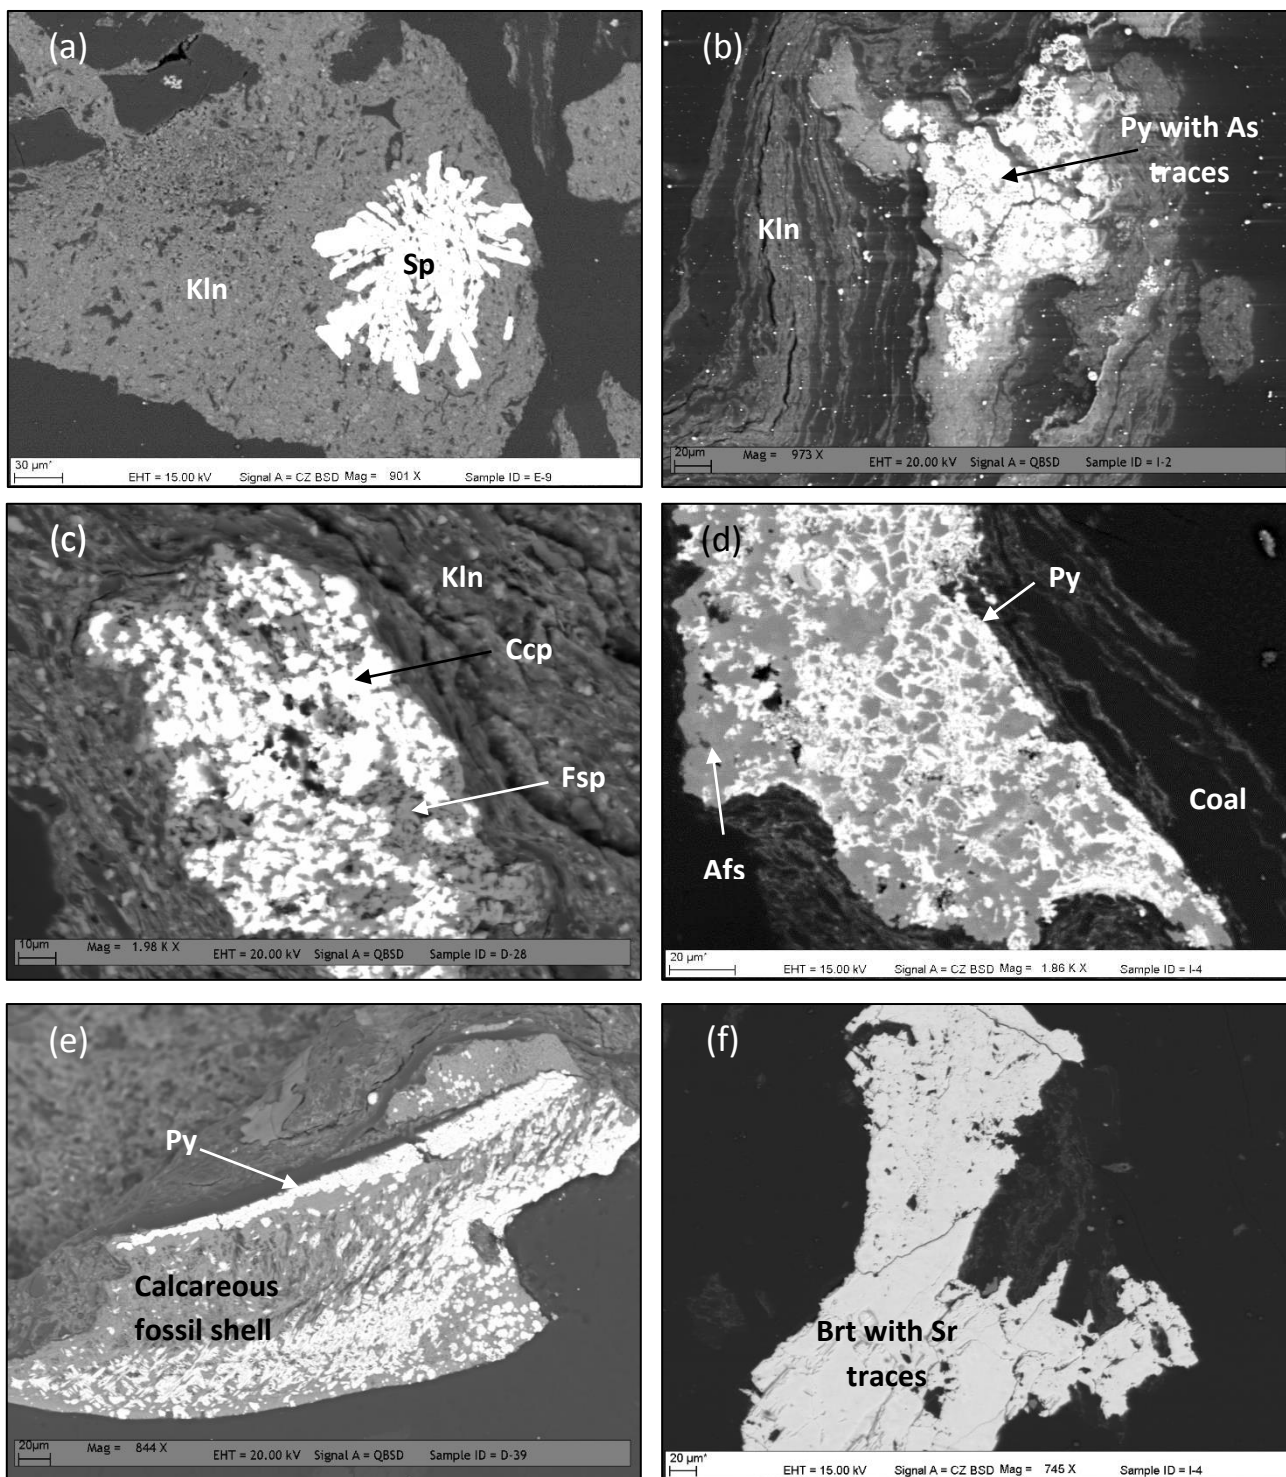 (a)
Sp
Kln
30 µm*
EHT = 15.00 kV Signal A = CZ BSD Mag = 901 X Sample ID = E-9
(b)
Py with As
traces
Kln
20µm
Mag = 973 X EHT = 20.00 kV Signal A = QBSD Sample ID = I-2
(c)
Kln
Ccp
Fsp
10µm
Mag = 1.98 K X EHT = 20.00 kV Signal A = QBSD Sample ID = D-28
(d)
Py
Coal
Afs
20 µm*
EHT = 15.00 kV Signal A = CZ BSD Mag = 1.86 K X Sample ID = I-4
(e)
Py
Calcareous
fossil shell
20µm
Mag = 844 X EHT = 20.00 kV Signal A = QBSD Sample ID = D-39
(f)
Brt with Sr
traces
20 µm*
EHT = 15.00 kV Signal A = CZ BSD Mag = 745 X Sample ID = I-4